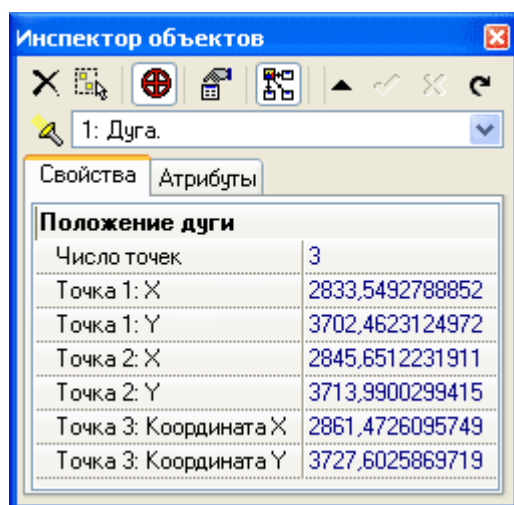 Инспектор объектов
1: Дуга.
Свойства Атрибуты
Положение дуги
Число точек 3
Точка 1: X 2833,5492788852
Точка 1: Y 3702,4623124972
Точка 2: X 2845,6512231911
Точка 2: Y 3713,9900299415
Точка 3: Координата X 2861,4726095749
Точка 3: Координата Y 3727,6025869719